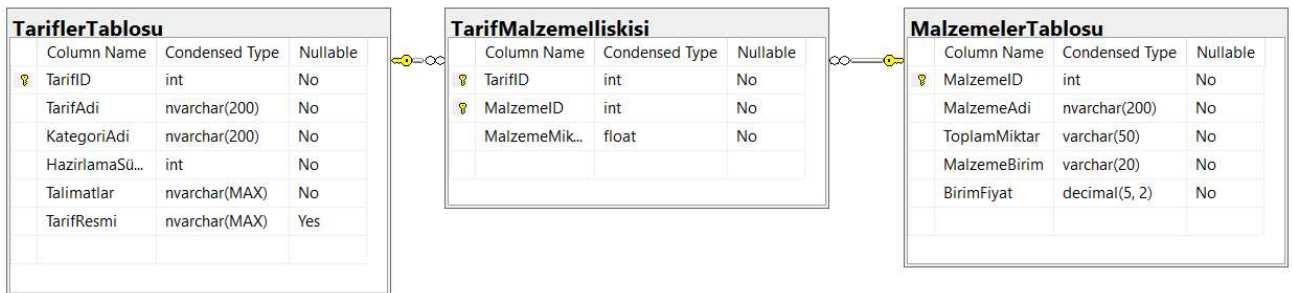 TariflerTablosu
Column Name Condensed Type Nullable
TarifID int No
TarifAdi nvarchar(200) No
KategoriAdi nvarchar(200) No
HazirlamaSü... int No
Talimatlar nvarchar(MAX) No
TarifResmi nvarchar(MAX) Yes
TarifMalzemeIliskisi
Column Name Condensed Type Nullable
TarifID int No
MalzemeID int No
MalzemeMik... float No
MalzemelerTablosu
Column Name Condensed Type Nullable
MalzemeID int No
MalzemeAdi nvarchar(200) No
ToplamMiktar varchar(50) No
MalzemeBirim varchar(20) No
BirimFiyat decimal(5, 2) No